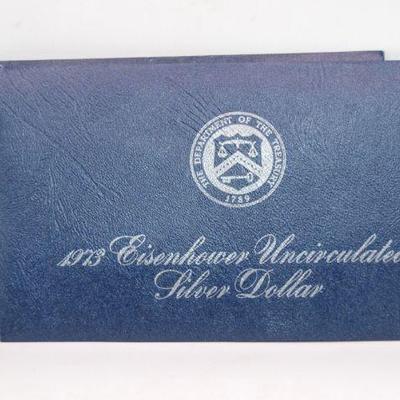 THE DEPARTMENT OF THE TREASURY
1789
1973 Eisenhower Uncirculated
Silver Dollar